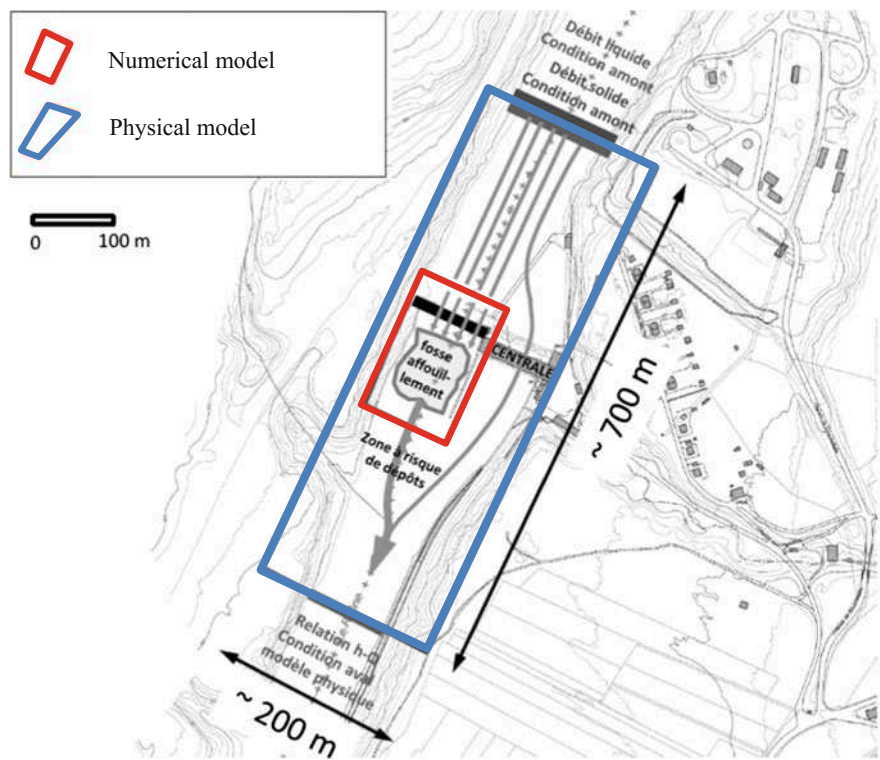 Numerical model
Physical model
0 100 m
Débit liquide
Condition amont
Débit solide
Condition amont
CENTRALE
fosse
affouil-
lement
Zone à risque
de dépôts
~ 700 m
Relation h-Q
Condition aval
modèle physique
~ 200 m